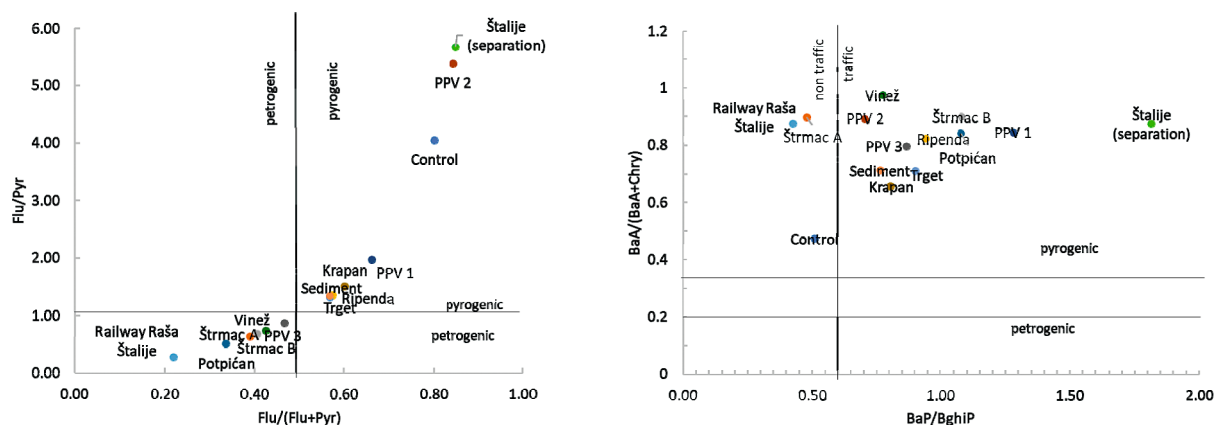 6.00
5.00
4.00
3.00
2.00
1.00
0.00
Flu/Pyr
petrogenic
pyrogenic
Štalije
(separation)
PPV 2
Control
Krapan
PPV 1
Sediment
Ripenda
Trget
pyrogenic
petrogenic
Vinež
Railway Raša
Štrmac A
PPV 3
Štalije
Štrmac B
Potpićan
0.00
0.20
0.40
0.60
0.80
1.00
Flu/(Flu+Pyr)
1.2
1
0.8
0.6
0.4
0.2
0
BaA/(BaA+Chry)
non traffic
traffic
Vinež
Railway Raša
Štalije
Štrmac A
PPV 2
Štrmac B
PPV 1
Štalije
(separation)
PPV 3
Ripenda
Potpićan
Sediment
Trget
Krapan
Control
pyrogenic
petrogenic
0.00
0.50
1.00
1.50
2.00
BaP/BghiP